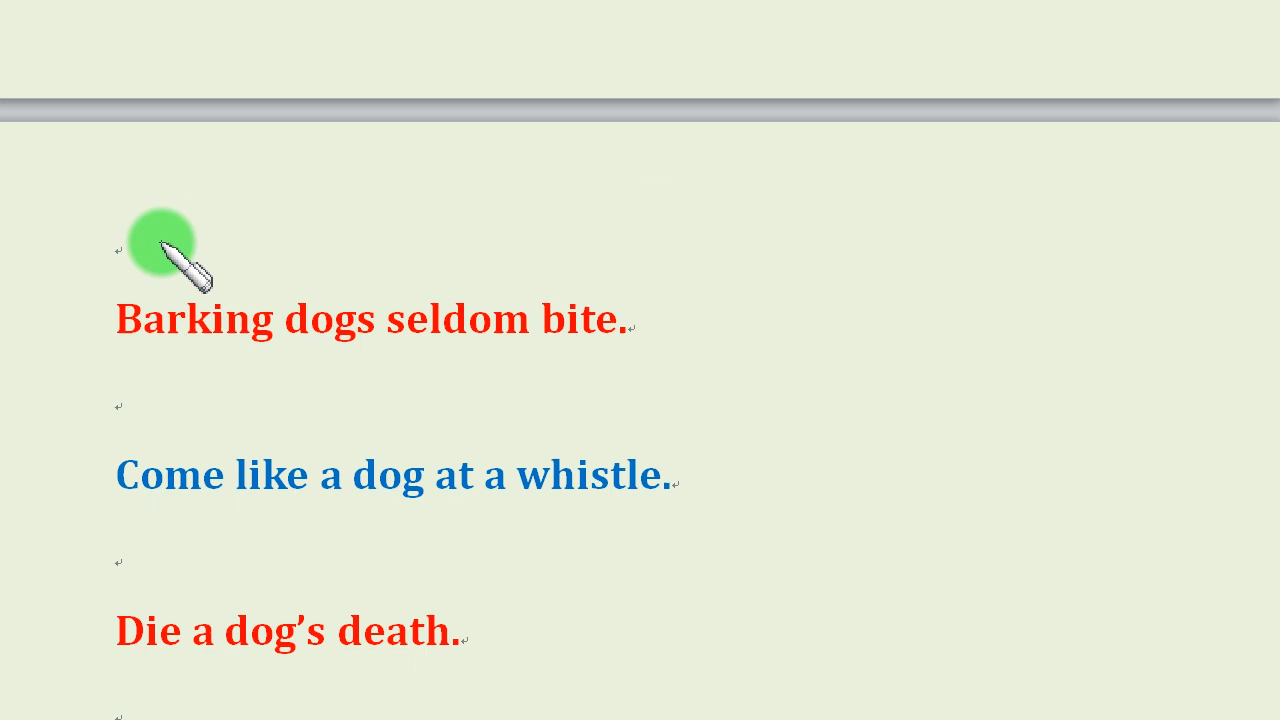 Barking dogs seldom bite.
Come like a dog at a whistle.
Die a dog’s death.